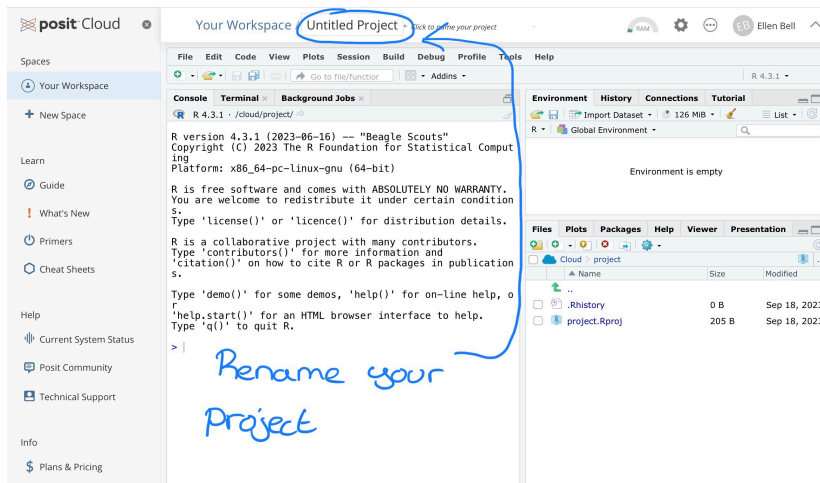 posit Cloud
Your Workspace / Untitled Project - Click to name your project
RAM
EB Ellen Bell
Spaces
Your Workspace
New Space
Learn
Guide
What's New
Primers
Cheat Sheets
Help
Current System Status
Posit Community
Technical Support
Info
Plans & Pricing
File Edit Code View Plots Session Build Debug Profile Tools Help
Go to file/function Addins R 4.3.1
Console Terminal Background Jobs
R 4.3.1 · /cloud/project/
R version 4.3.1 (2023-06-16) -- "Beagle Scouts"
Copyright (C) 2023 The R Foundation for Statistical Comput
ing
Platform: x86_64-pc-linux-gnu (64-bit)
R is free software and comes with ABSOLUTELY NO WARRANTY.
You are welcome to redistribute it under certain condition
s.
Type 'license()' or 'licence()' for distribution details.
R is a collaborative project with many contributors.
Type 'contributors()' for more information and
'citation()' on how to cite R or R packages in publication
s.
Type 'demo()' for some demos, 'help()' for on-line help, o
r
'help.start()' for an HTML browser interface to help.
Type 'q()' to quit R.
>
Rename your
Project
Environment History Connections Tutorial
Import Dataset 126 MiB List
R Global Environment
Environment is empty
Files Plots Packages Help Viewer Presentation
Cloud > project
Name Size Modified
..
.Rhistory 0 B Sep 18, 2023
project.Rproj 205 B Sep 18, 2023